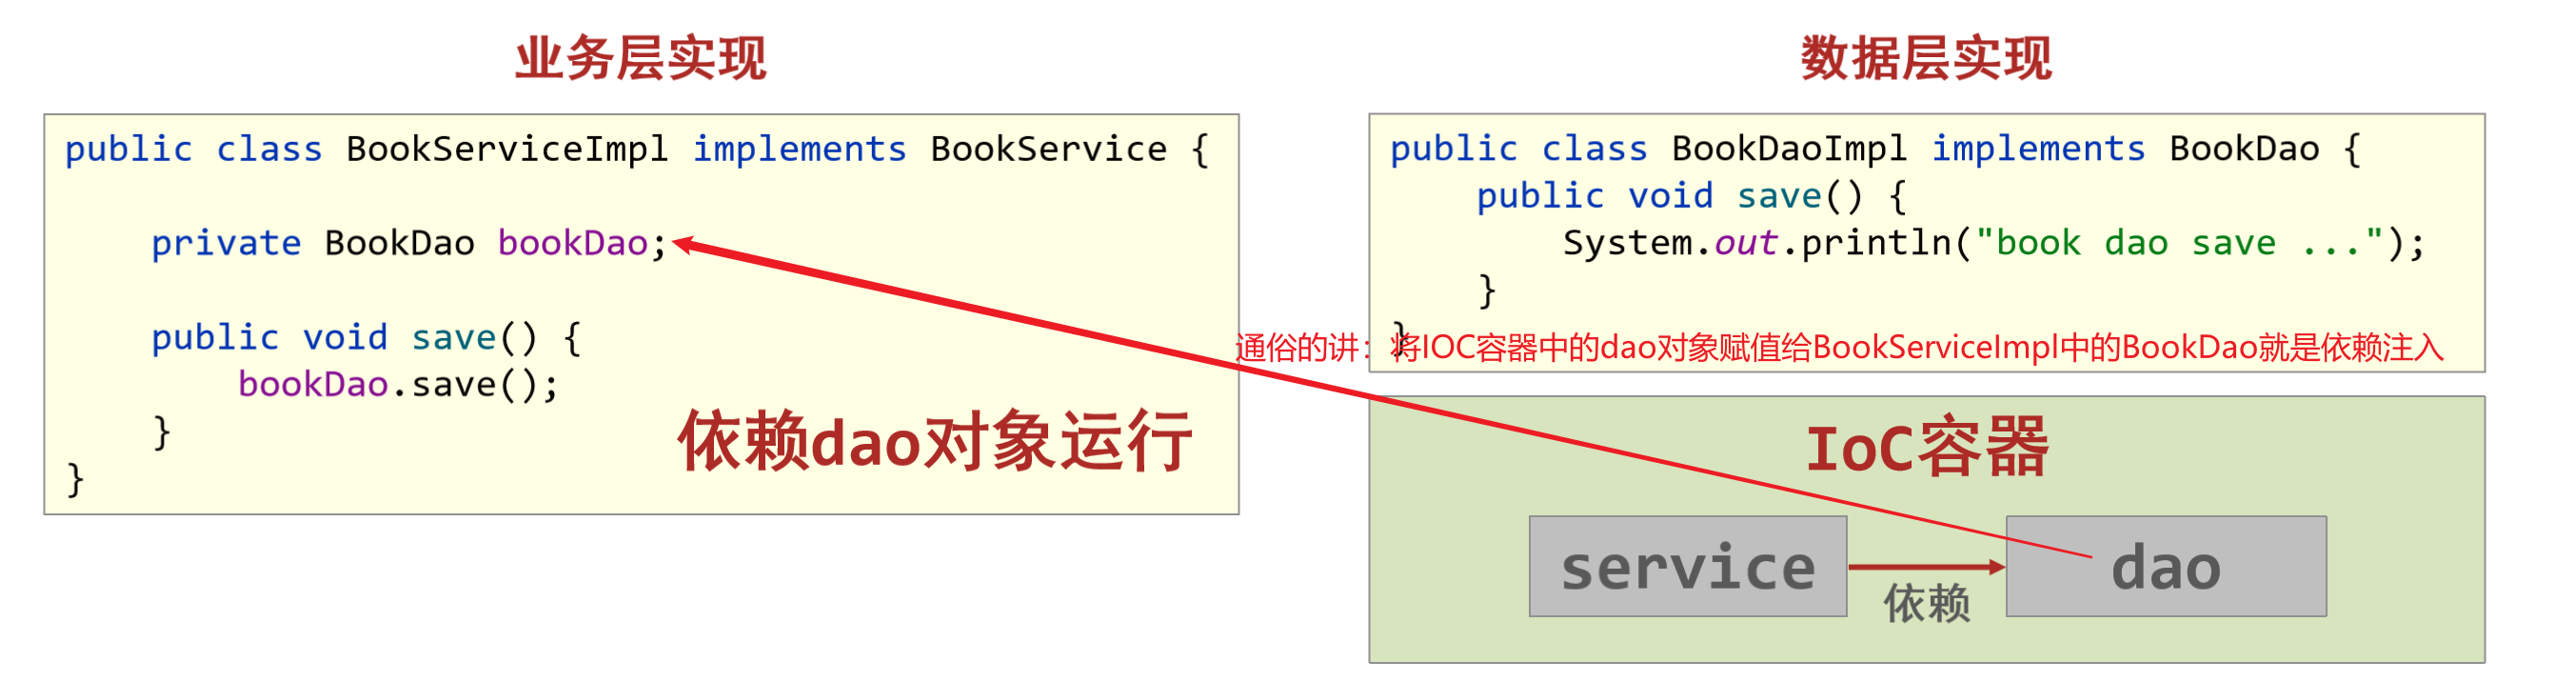 业务层实现
public class BookServiceImpl implements BookService {
    private BookDao bookDao;
    public void save() {
        bookDao.save();
    }
}
依赖dao对象运行
数据层实现
public class BookDaoImpl implements BookDao {
    public void save() {
        System.out.println("book dao save ...");
    }
}
通俗的讲：将IOC容器中的dao对象赋值给BookServiceImpl中的BookDao就是依赖注入
IoC容器
service
依赖
dao